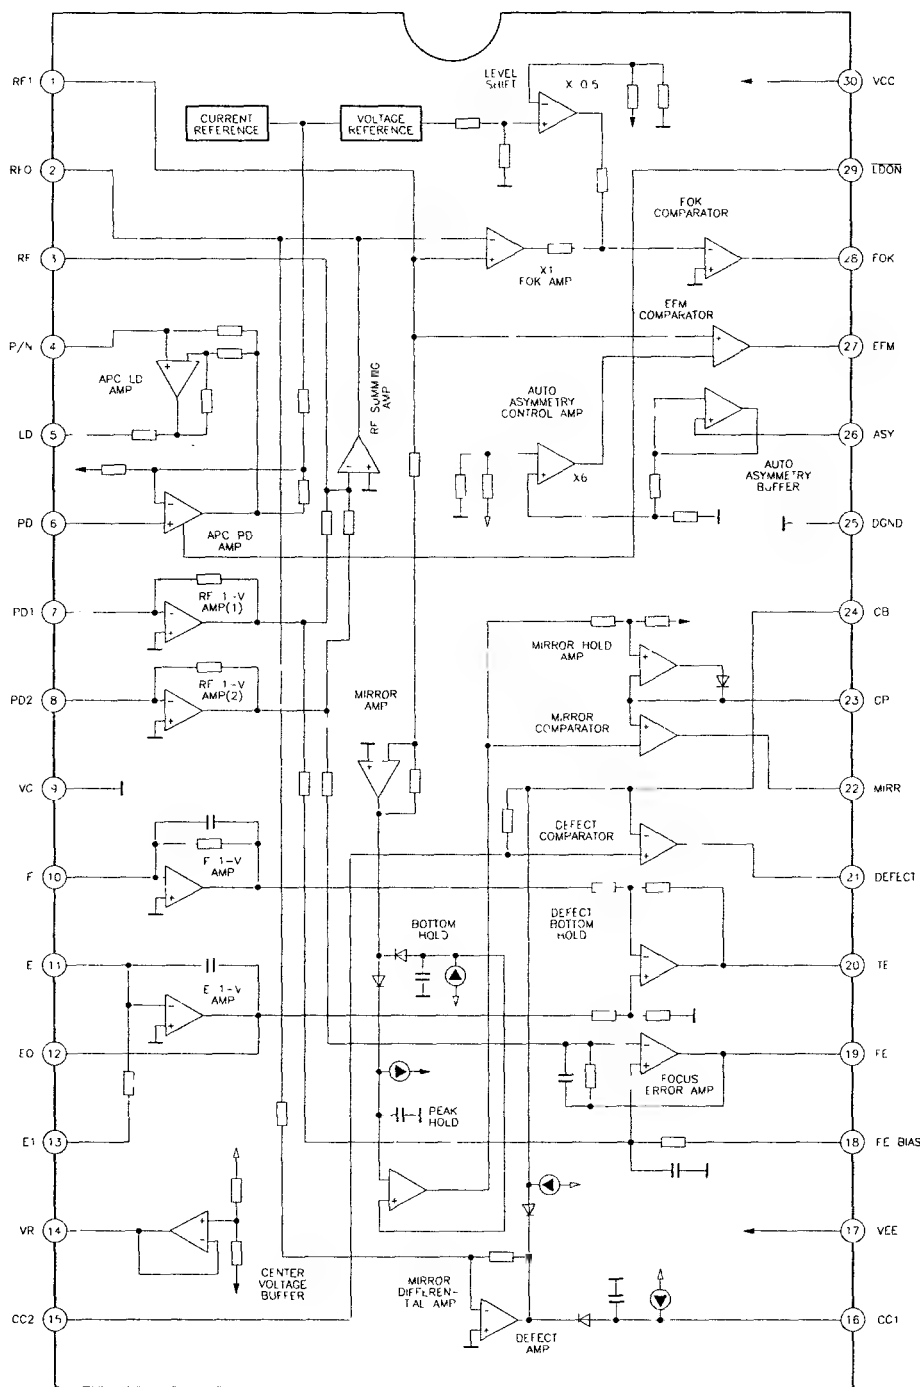 RF1 1
LEVEL
SHIFT
X 0.5
30 VCC
CURRENT
REFERENCE
VOLTAGE
REFERENCE
RFO 2
29 LDON
FOK
COMPARATOR
RF 3
X1
FOK AMP
28 FOK
EFM
COMPARATOR
P/N 4
27 EFM
APC LD
AMP
RF SUMMING
AMP
AUTO
ASYMMETRY
CONTROL AMP
LD 5
26 ASY
X6
AUTO
ASYMMETRY
BUFFER
PD 6
APC PD
AMP
25 DGND
PD1 7
RF 1-V
AMP(1)
24 CB
MIRROR HOLD
AMP
PD2 8
RF 1-V
AMP(2)
MIRROR
AMP
23 CP
MIRROR
COMPARATOR
VC 9
22 MIRR
DEFECT
COMPARATOR
F 10
F 1-V
AMP
21 DEFECT
BOTTOM
HOLD
DEFECT
BOTTOM
HOLD
E 11
E 1-V
AMP
20 TE
EO 12
19 FE
FOCUS
ERROR AMP
PEAK
HOLD
E1 13
18 FE BIAS
VR 14
17 VEE
CENTER
VOLTAGE
BUFFER
MIRROR
DIFFEREN-
TAL AMP
CC2 15
DEFECT
AMP
16 CC1